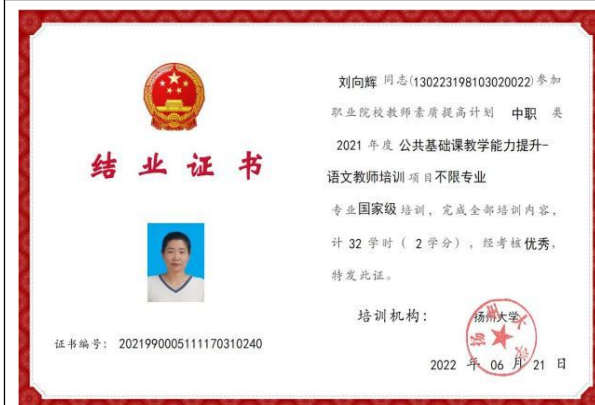 结业证书
证书编号： 2021990005111170310240
刘向辉 同志(130223198103020022)参加
职业院校教师素质提高计划 中职 类
2021 年度 公共基础课教学能力提升-
语文教师培训 项目不限专业
专业国家级 培训，完成全部培训内容，
计 32 学时（ 2 学分），经考核优秀，
特发此证。
培训机构： 扬州大学
2022 年 06 月 21 日